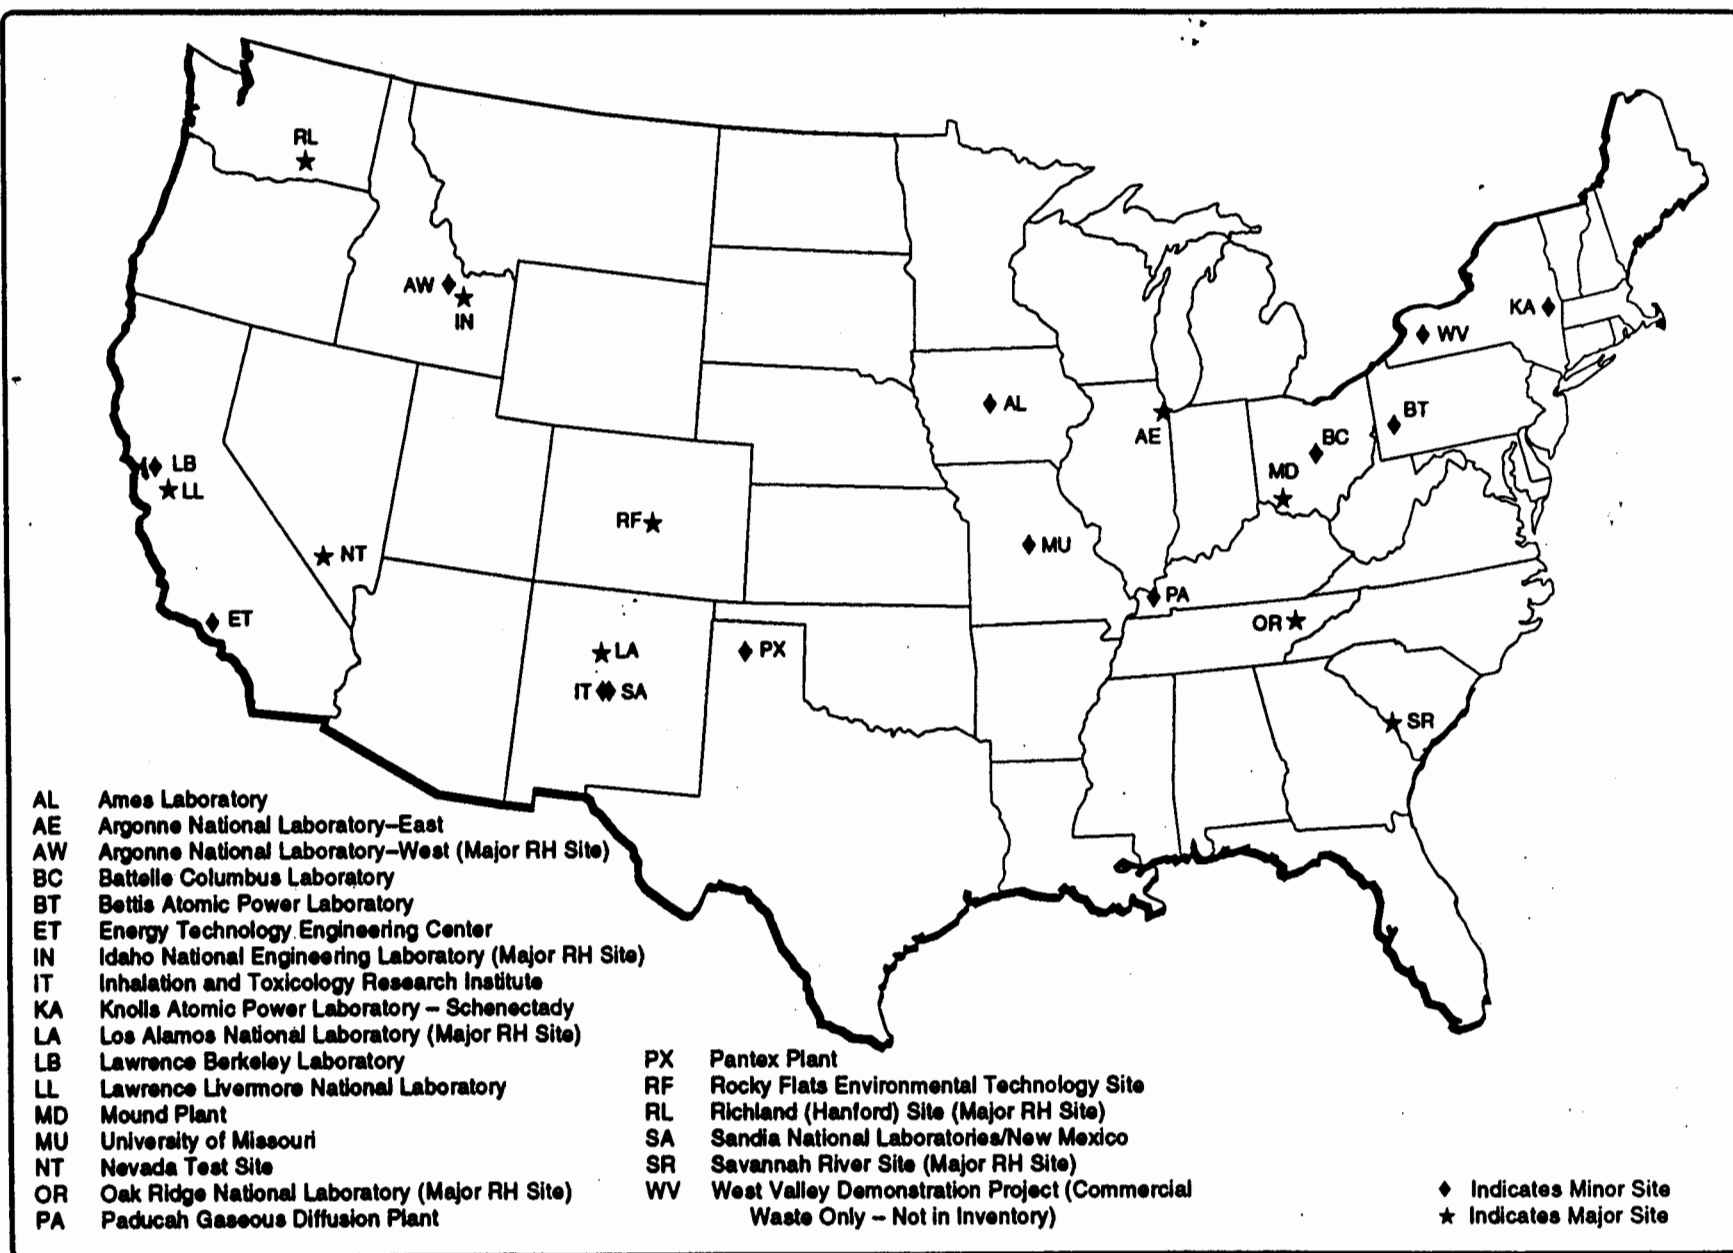 RL
AW
IN
KA
WV
AL
AE
BT
BC
MD
LB
LL
RF
NT
MU
PA
ET
OR
LA
PX
IT SA
SR
AL Ames Laboratory
AE Argonne National Laboratory–East
AW Argonne National Laboratory–West (Major RH Site)
BC Battelle Columbus Laboratory
BT Bettis Atomic Power Laboratory
ET Energy Technology Engineering Center
IN Idaho National Engineering Laboratory (Major RH Site)
IT Inhalation and Toxicology Research Institute
KA Knolls Atomic Power Laboratory – Schenectady
LA Los Alamos National Laboratory (Major RH Site)
LB Lawrence Berkeley Laboratory
LL Lawrence Livermore National Laboratory
MD Mound Plant
MU University of Missouri
NT Nevada Test Site
OR Oak Ridge National Laboratory (Major RH Site)
PA Paducah Gaseous Diffusion Plant
PX Pantex Plant
RF Rocky Flats Environmental Technology Site
RL Richland (Hanford) Site (Major RH Site)
SA Sandia National Laboratories/New Mexico
SR Savannah River Site (Major RH Site)
WV West Valley Demonstration Project (Commercial
Waste Only – Not in Inventory)
♦ Indicates Minor Site
★ Indicates Major Site